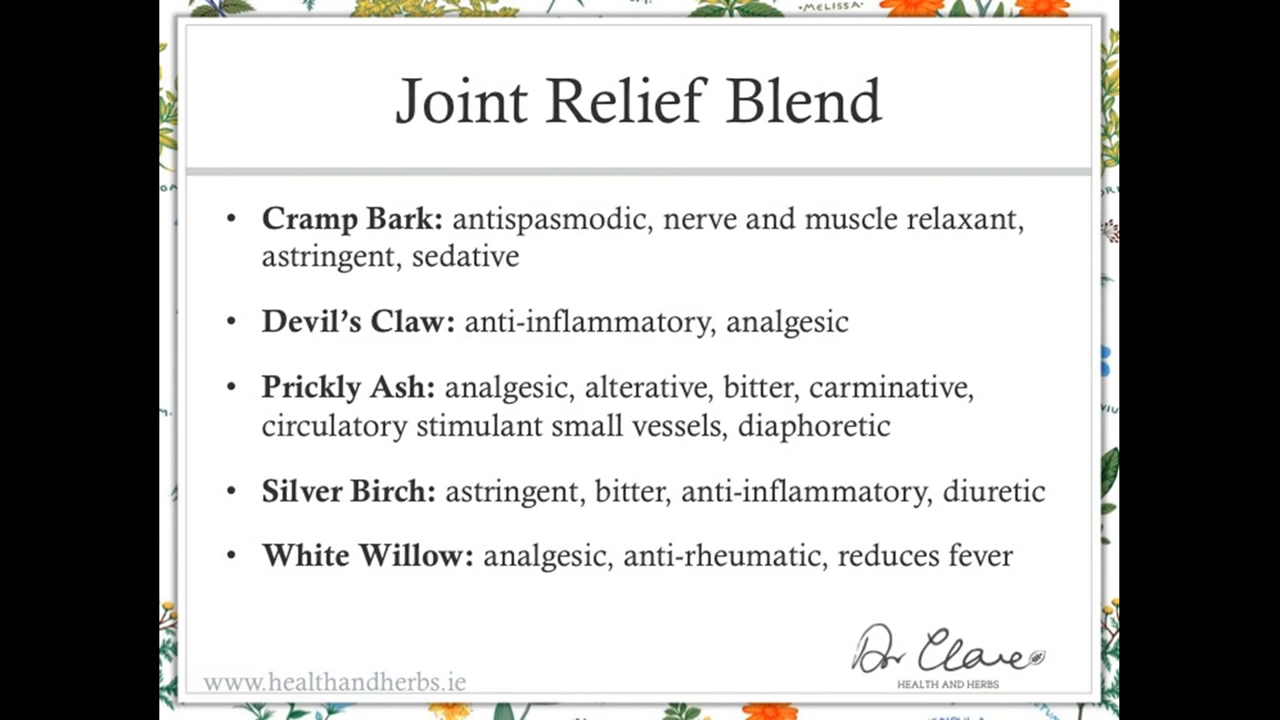 ·MELISSA·
Joint Relief Blend
• Cramp Bark: antispasmodic, nerve and muscle relaxant,
astringent, sedative
• Devil’s Claw: anti-inflammatory, analgesic
• Prickly Ash: analgesic, alterative, bitter, carminative,
circulatory stimulant small vessels, diaphoretic
• Silver Birch: astringent, bitter, anti-inflammatory, diuretic
• White Willow: analgesic, anti-rheumatic, reduces fever
Dr Clare
HEALTH AND HERBS
www.healthandherbs.ie